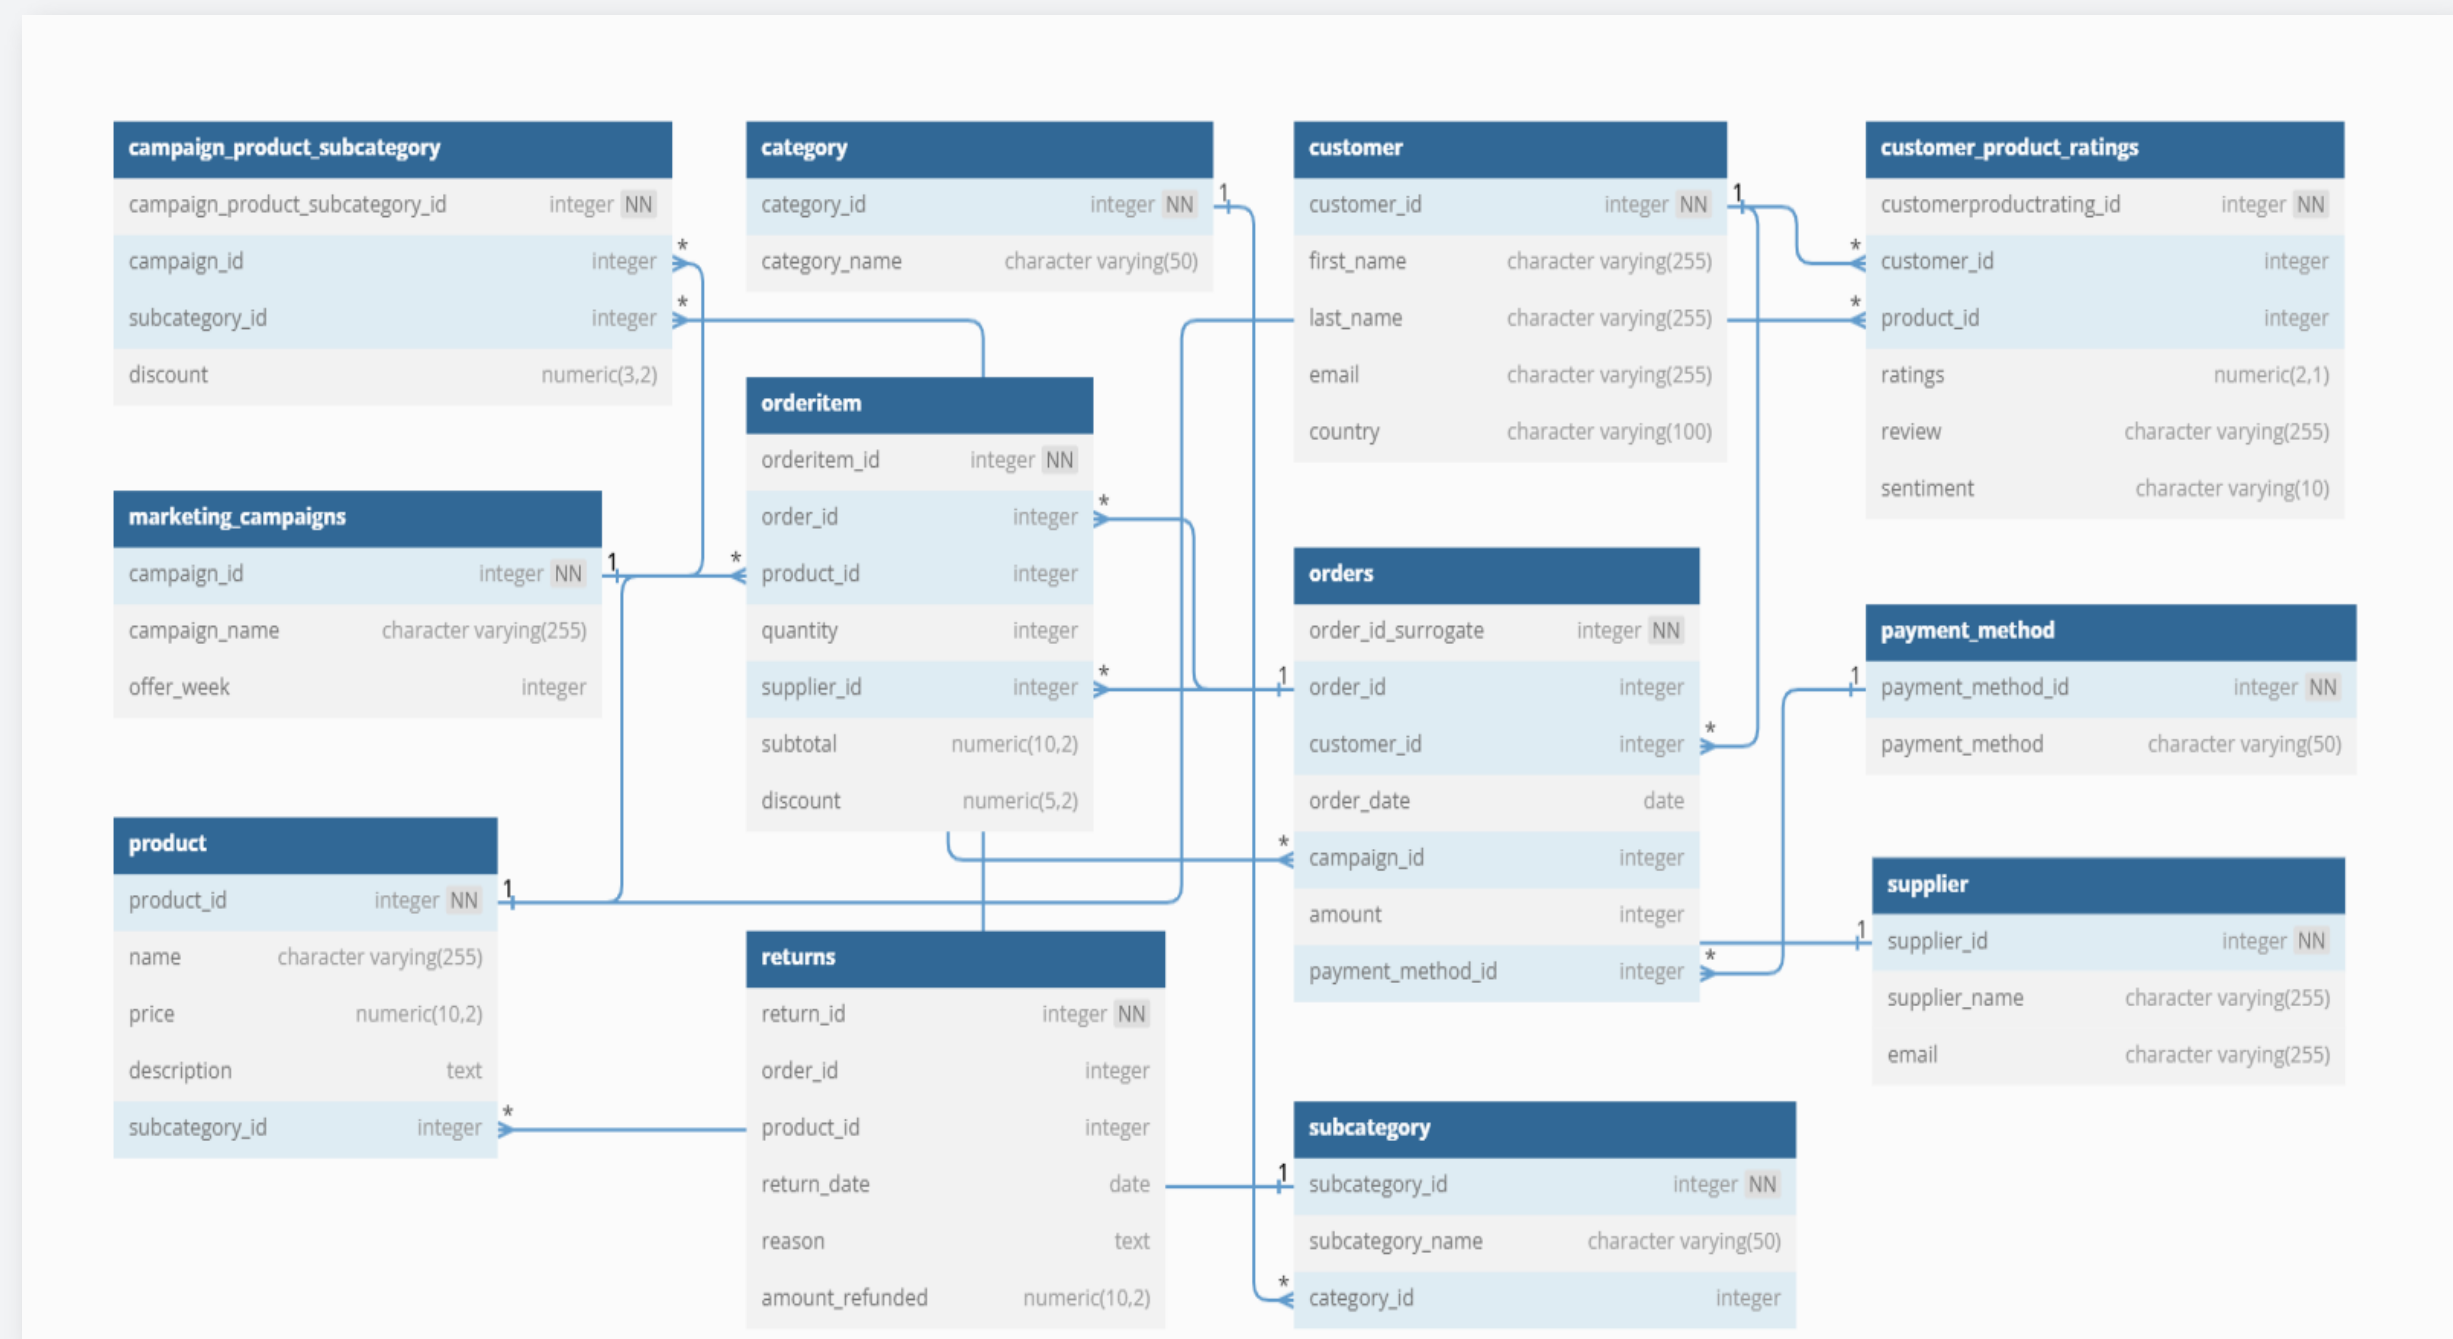 campaign_product_subcategory
campaign_product_subcategory_id integer NN
campaign_id integer *
subcategory_id integer *
discount numeric(3,2)
category
category_id integer NN 1
category_name character varying(50)
customer
customer_id integer NN 1
first_name character varying(255)
last_name character varying(255)
email character varying(255)
country character varying(100)
customer_product_ratings
customerproductrating_id integer NN
* customer_id integer
* product_id integer
ratings numeric(2,1)
review character varying(255)
sentiment character varying(10)
marketing_campaigns
campaign_id integer NN 1
campaign_name character varying(255)
offer_week integer
orderitem
orderitem_id integer NN
order_id integer *
* product_id integer
quantity integer
supplier_id integer *
subtotal numeric(10,2)
discount numeric(5,2)
orders
order_id_surrogate integer NN
1 order_id integer
customer_id integer *
order_date date
* campaign_id integer
amount integer
payment_method_id integer *
payment_method
1 payment_method_id integer NN
payment_method character varying(50)
product
product_id integer NN 1
name character varying(255)
price numeric(10,2)
description text
subcategory_id integer *
returns
return_id integer NN
order_id integer
product_id integer
return_date date
reason text
amount_refunded numeric(10,2)
supplier
1 supplier_id integer NN
supplier_name character varying(255)
email character varying(255)
subcategory
1 subcategory_id integer NN
subcategory_name character varying(50)
* category_id integer